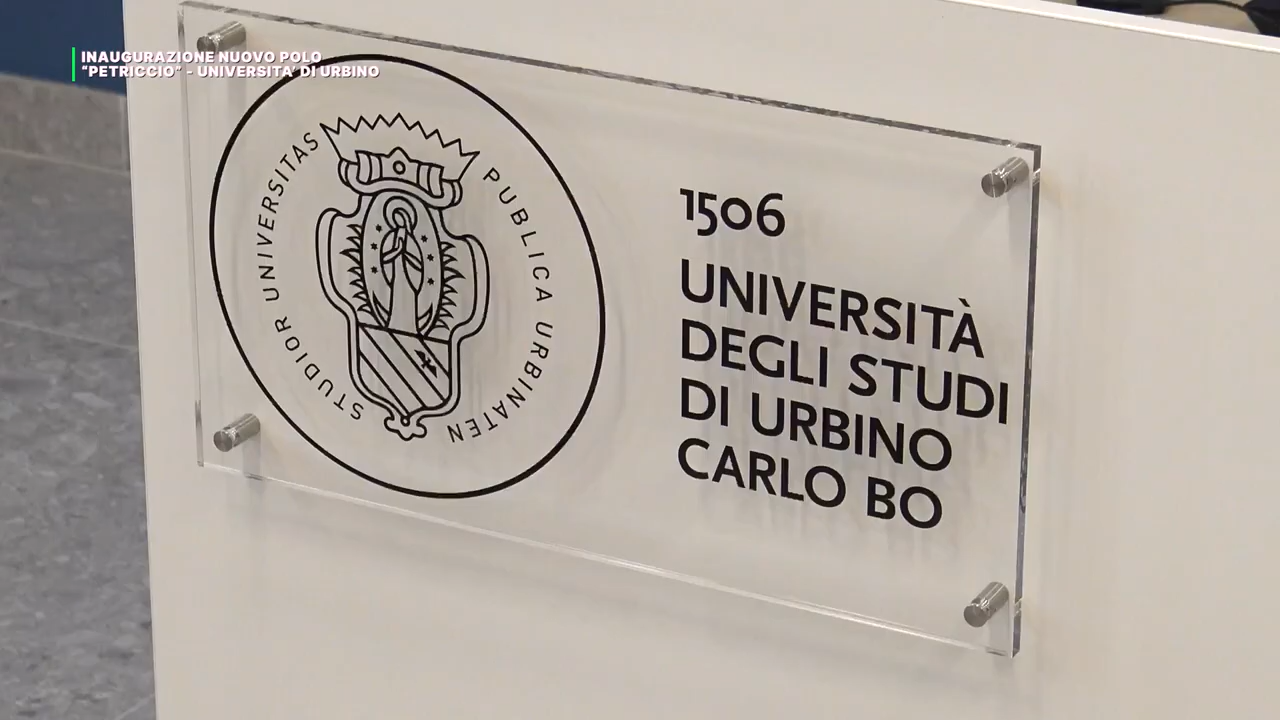 INAUGURAZIONE NUOVO POLO
“PETRICCIO” - UNIVERSITA’ DI URBINO
STUDIOR UNIVERSITAS PUBLICA URBINATEN
1506
UNIVERSITÀ
DEGLI STUDI
DI URBINO
CARLO BO